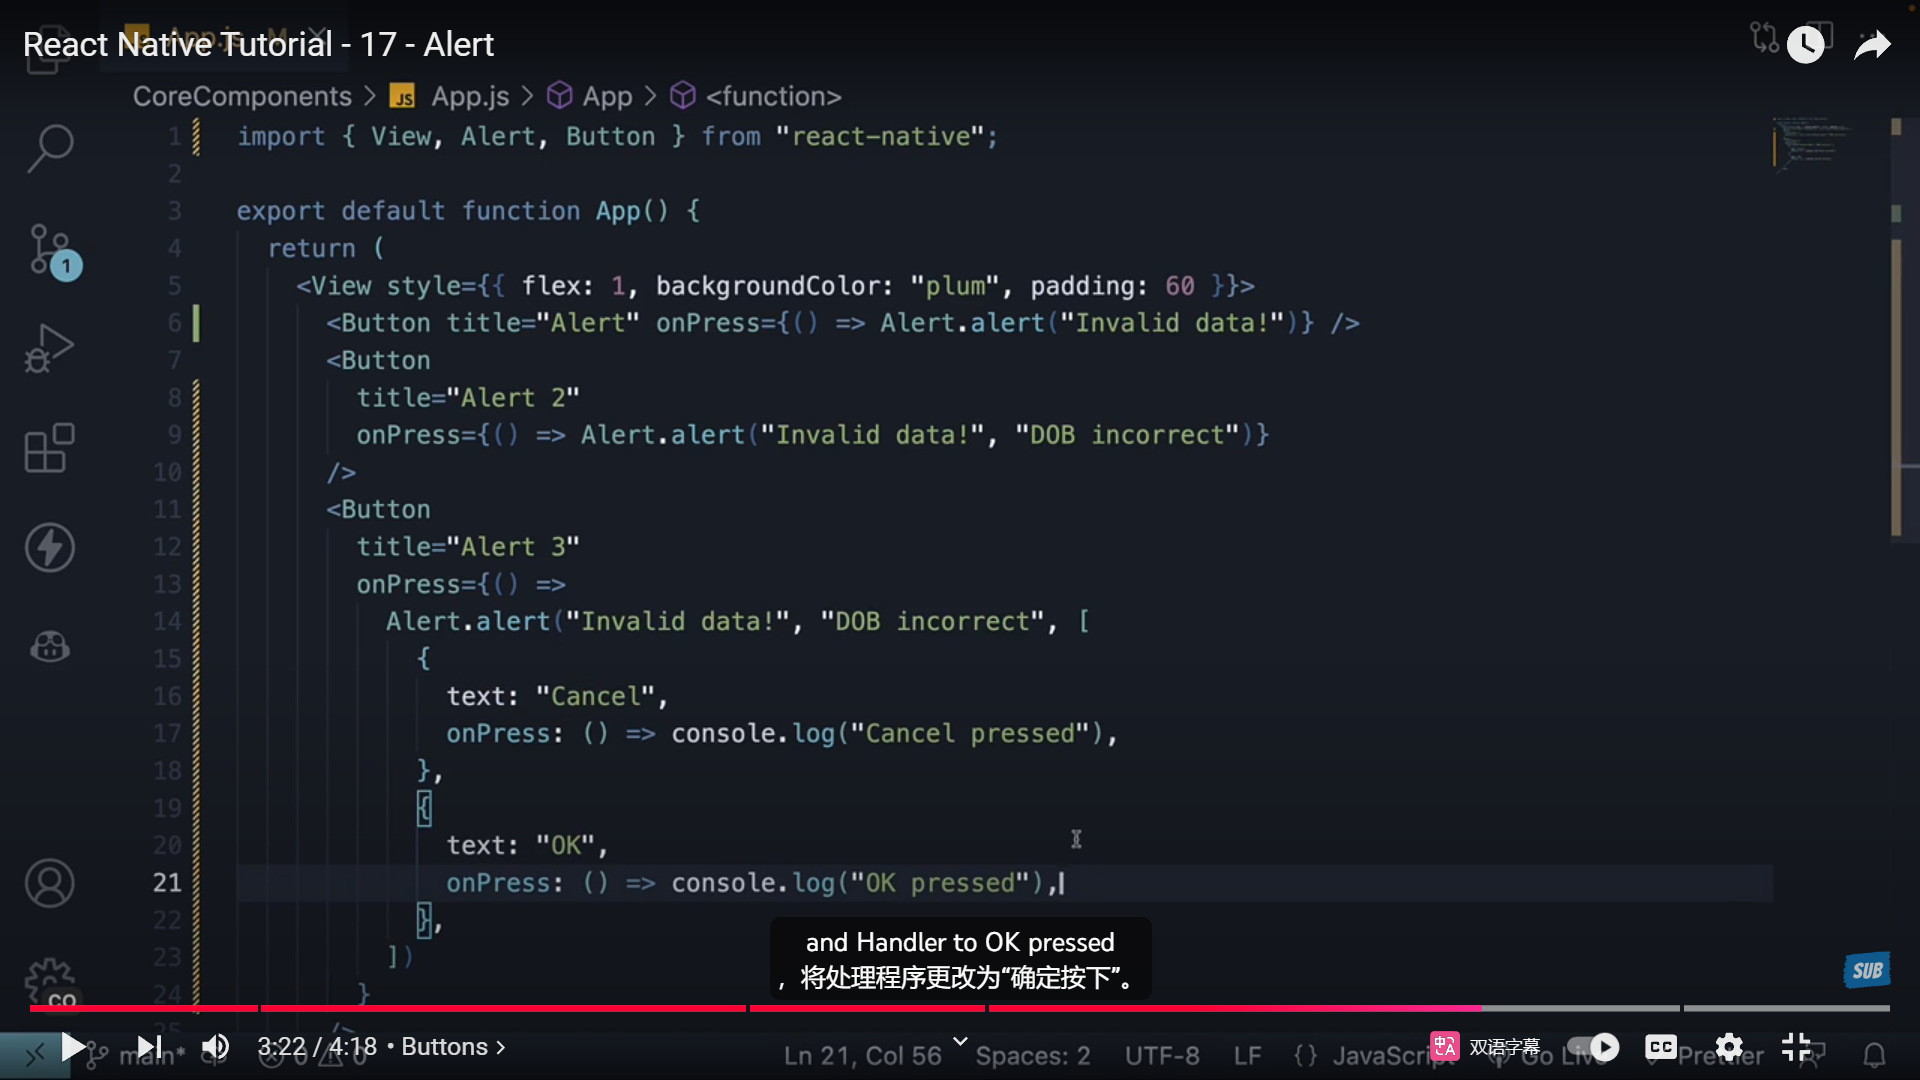 React Native Tutorial - 17 - Alert
CoreComponents > JS App.js > App > <function>
1 import { View, Alert, Button } from "react-native";
2
3 export default function App() {
4 return (
5 <View style={{ flex: 1, backgroundColor: "plum", padding: 60 }}>
6 <Button title="Alert" onPress={() => Alert.alert("Invalid data!")} />
7 <Button
8 title="Alert 2"
9 onPress={() => Alert.alert("Invalid data!", "DOB incorrect")}
10 />
11 <Button
12 title="Alert 3"
13 onPress={() =>
14 Alert.alert("Invalid data!", "DOB incorrect", [
15 {
16 text: "Cancel",
17 onPress: () => console.log("Cancel pressed"),
18 },
19 {
20 text: "OK",
21 onPress: () => console.log("OK pressed"),
22 },
23 ])
24 }
25 />
1
and Handler to OK pressed
，将处理程序更改为“确定按下”。
SUB
CO
3:22 / 4:18 • Buttons >
双语字幕
CC
main* 0 0 Ln 21, Col 56 Spaces: 2 UTF-8 LF {} JavaScript Go Live Prettier